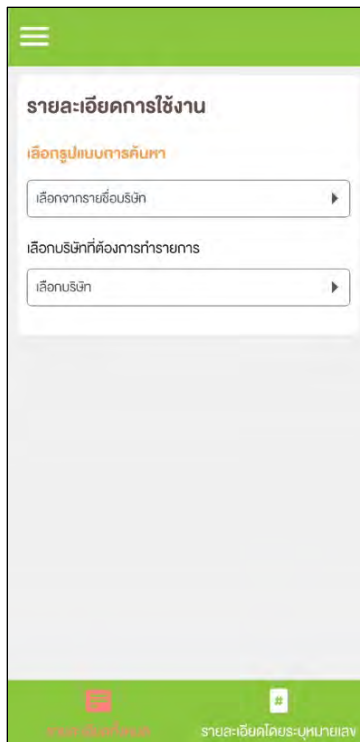 รายละเอียดการใช้งาน
เลือกรูปแบบการค้นหา
เลือกจากรายชื่อบริษัท
เลือกบริษัทที่ต้องการทำรายการ
เลือกบริษัท
#
รายละเอียดโดยระบุหมายเลข